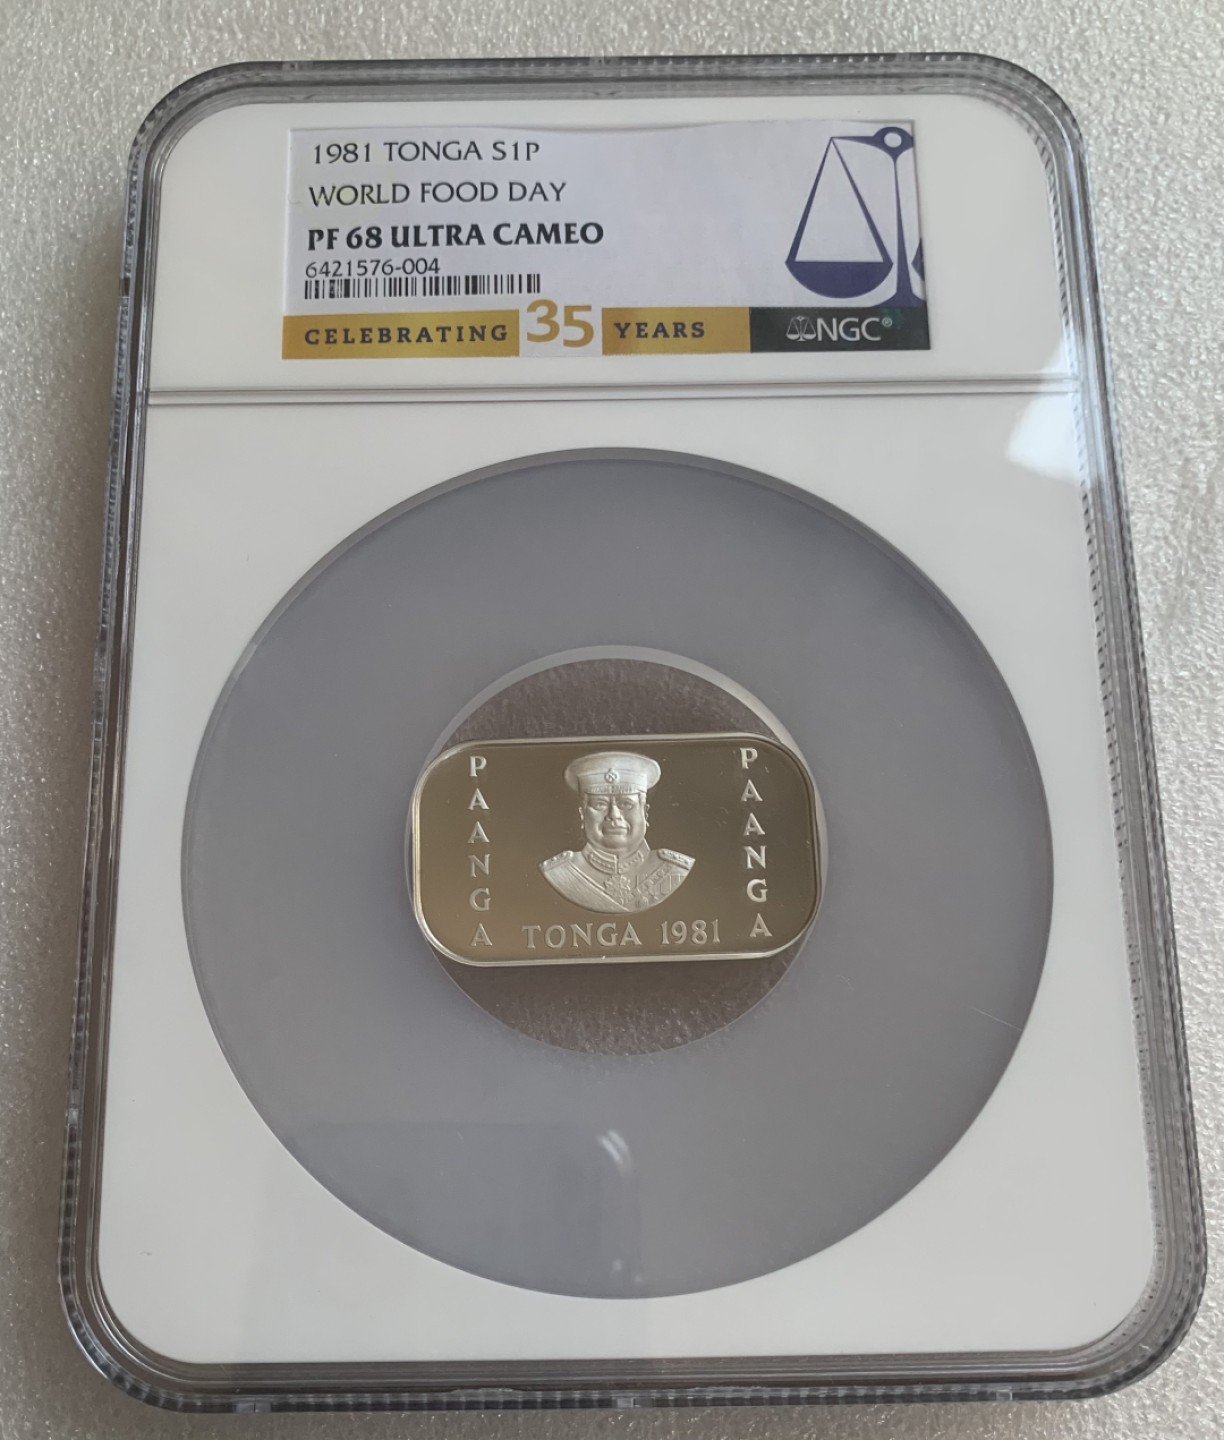 1981 TONGA S1P
WORLD FOOD DAY
PF 68 ULTRA CAMEO
6421576-004
CELEBRATING 35 YEARS
NGC®
PAANGA
PAANGA
TONGA 1981